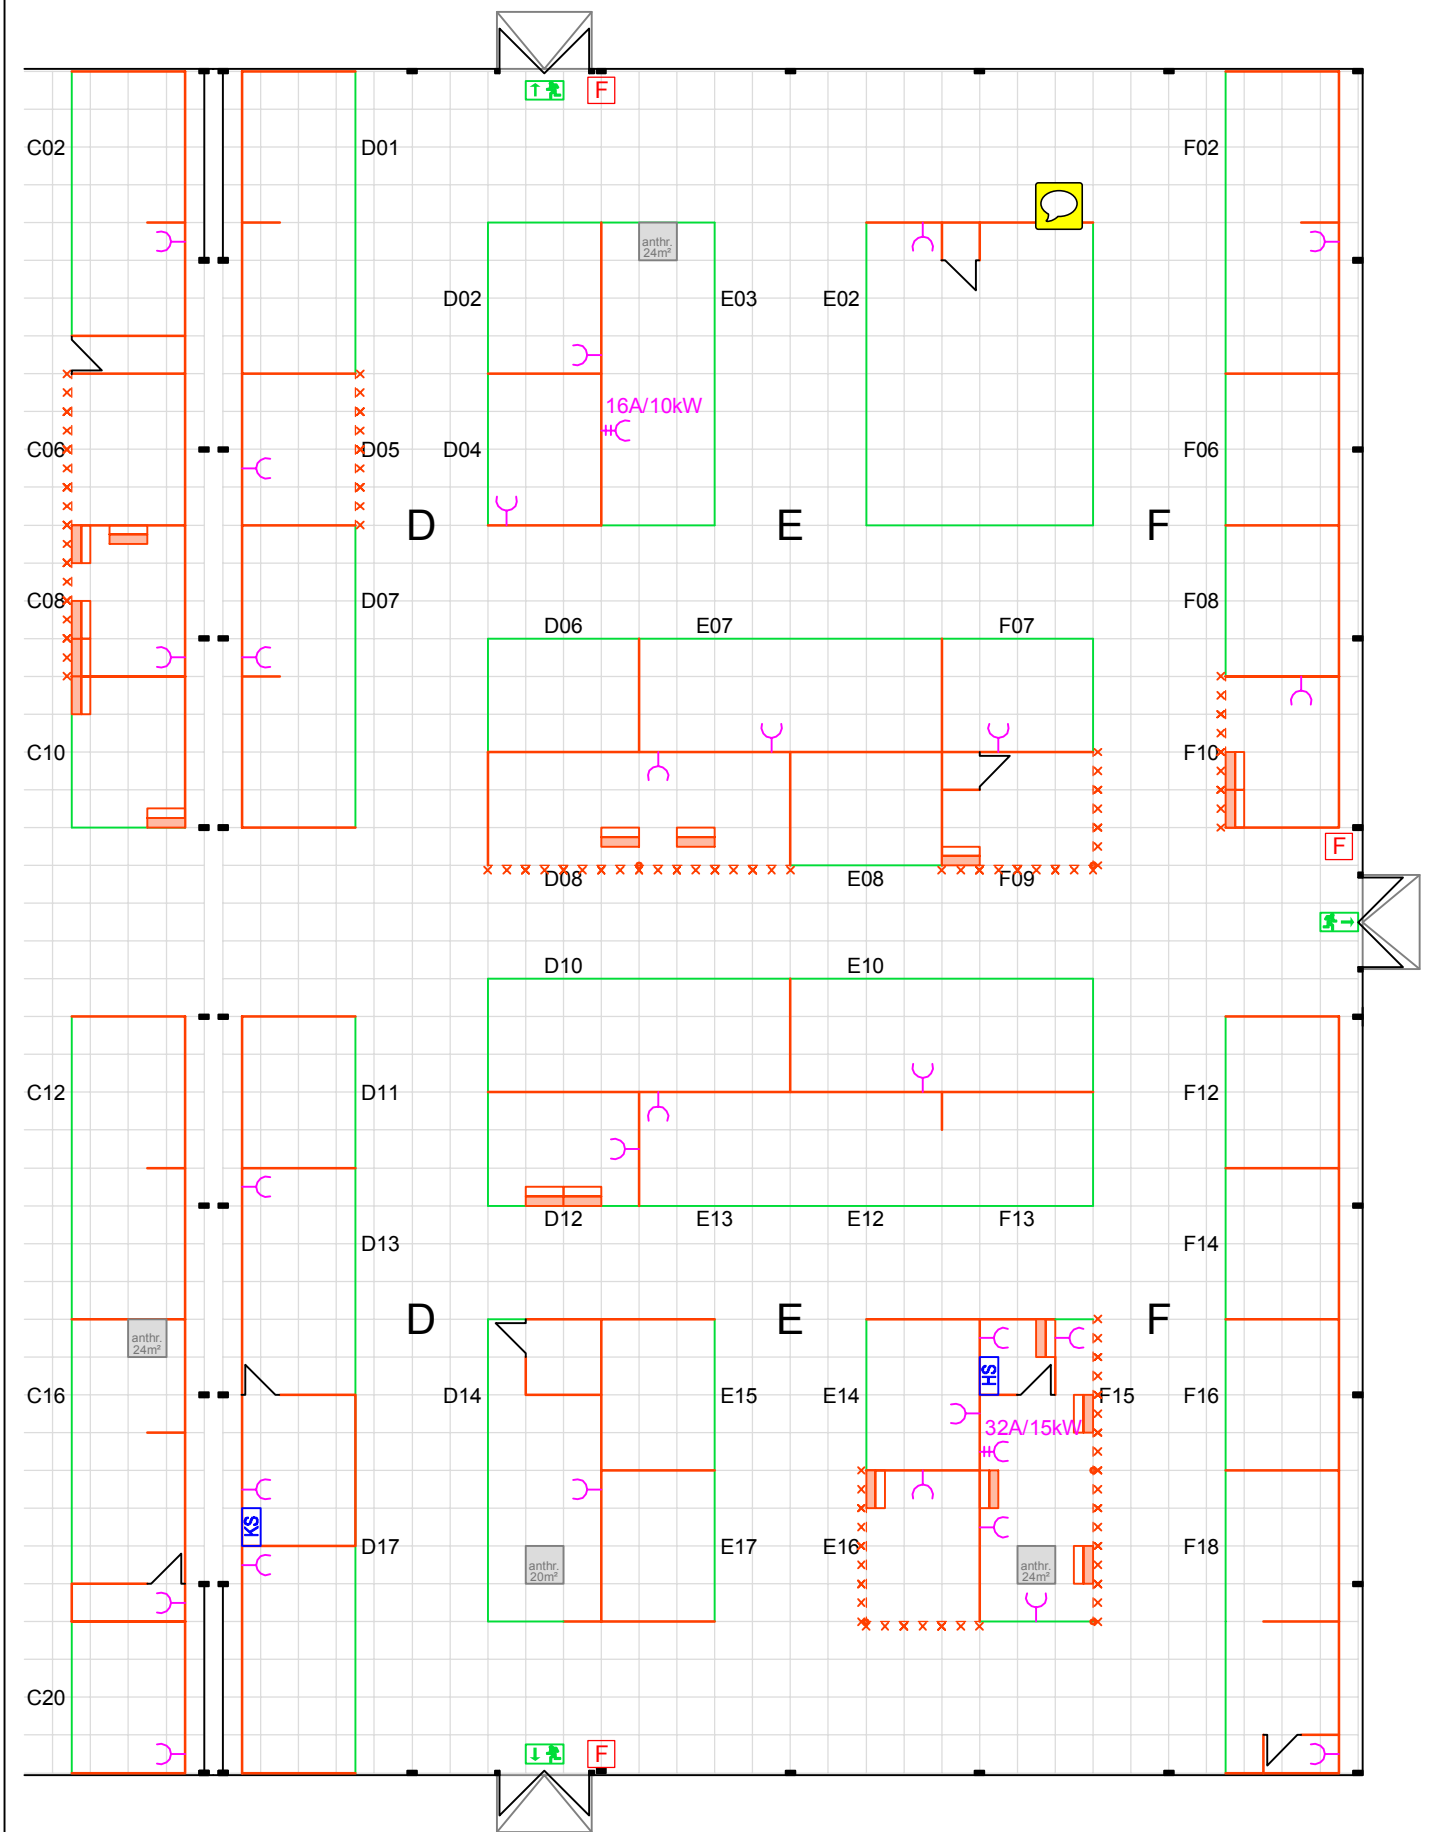 F
C02
D01
F02
anthr.
24m²
D02
E03
E02
16A/10kW
C06
D05
D04
F06
D
E
F
C08
D07
F08
D06
E07
F07
C10
F10
F
D08
E08
F09
D10
E10
C12
D11
F12
D12
E13
E12
F13
D13
F14
D
E
F
anthr.
24m²
HS
C16
D14
E15
E14
F15
F16
32A/15kW
KS
D17
E17
E16
F18
anthr.
20m²
anthr.
24m²
C20
F